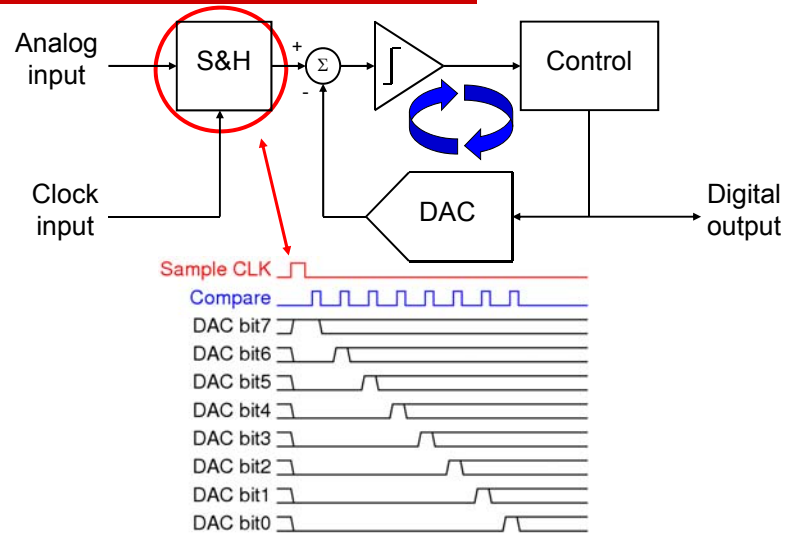 Analog
input
S&H
+
Σ
-
Control
Clock
input
DAC
Digital
output
Sample CLK
Compare
DAC bit7
DAC bit6
DAC bit5
DAC bit4
DAC bit3
DAC bit2
DAC bit1
DAC bit0